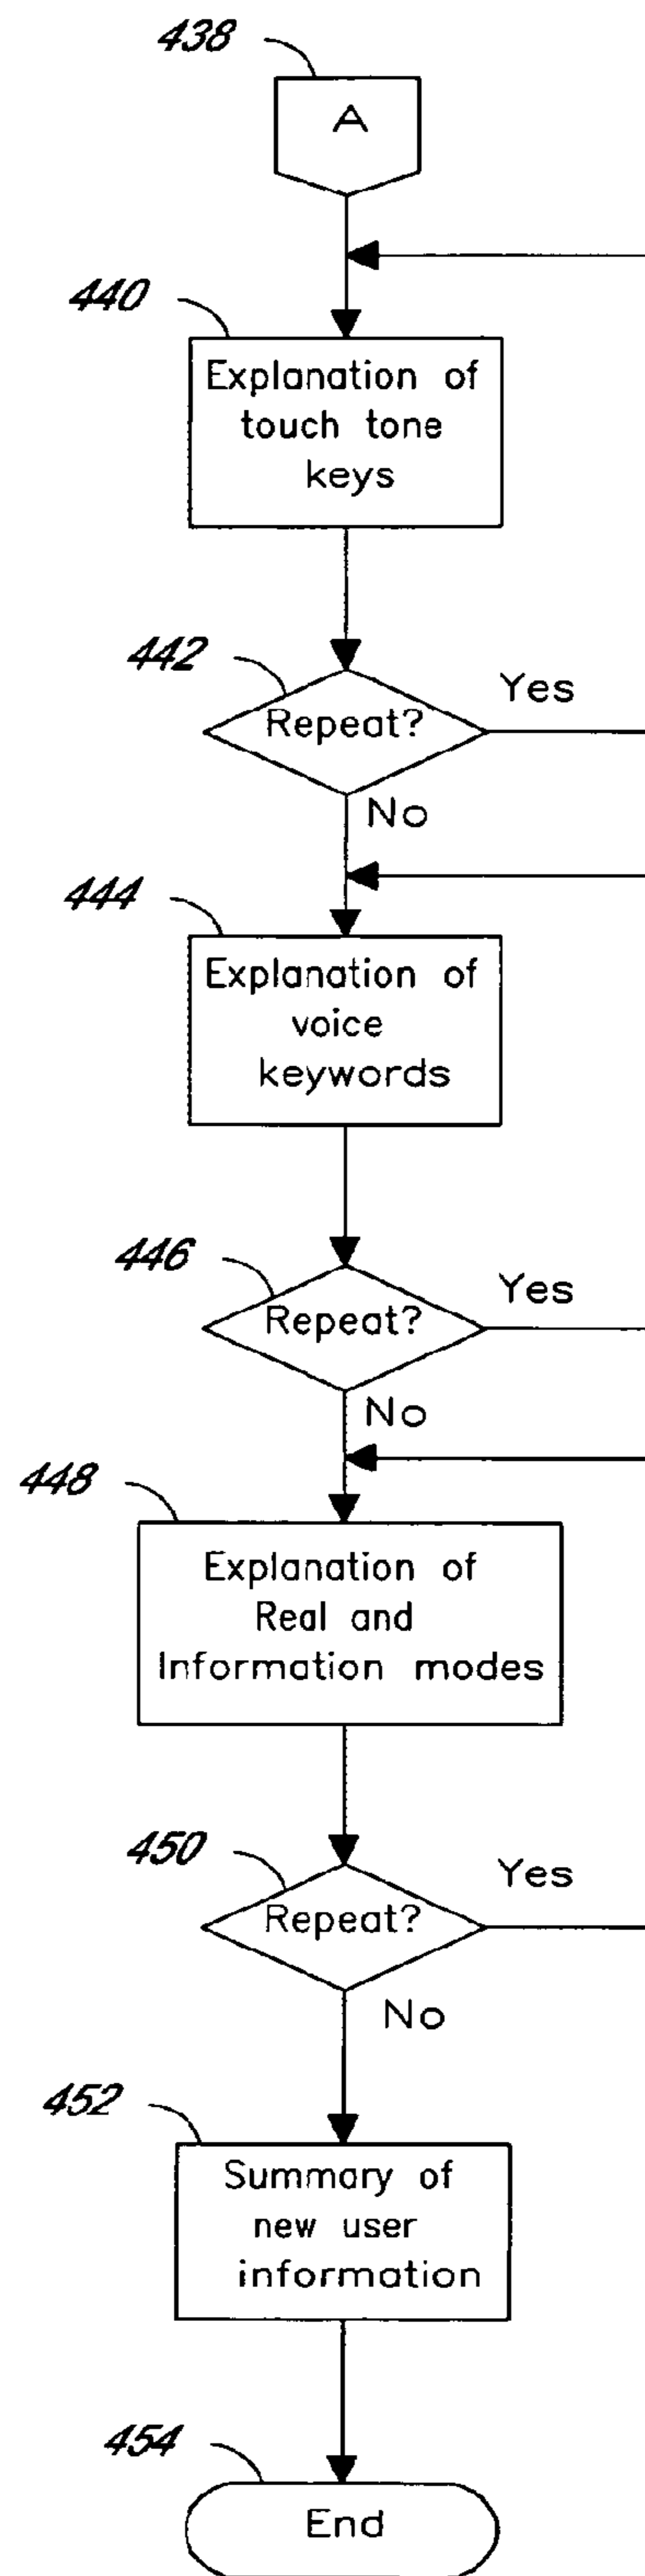 438
A
440
Explanation of
touch tone
keys
442
Repeat?
Yes
No
444
Explanation of
voice
keywords
446
Repeat?
Yes
No
448
Explanation of
Real and
Information modes
450
Repeat?
Yes
No
452
Summary of
new user
information
454
End